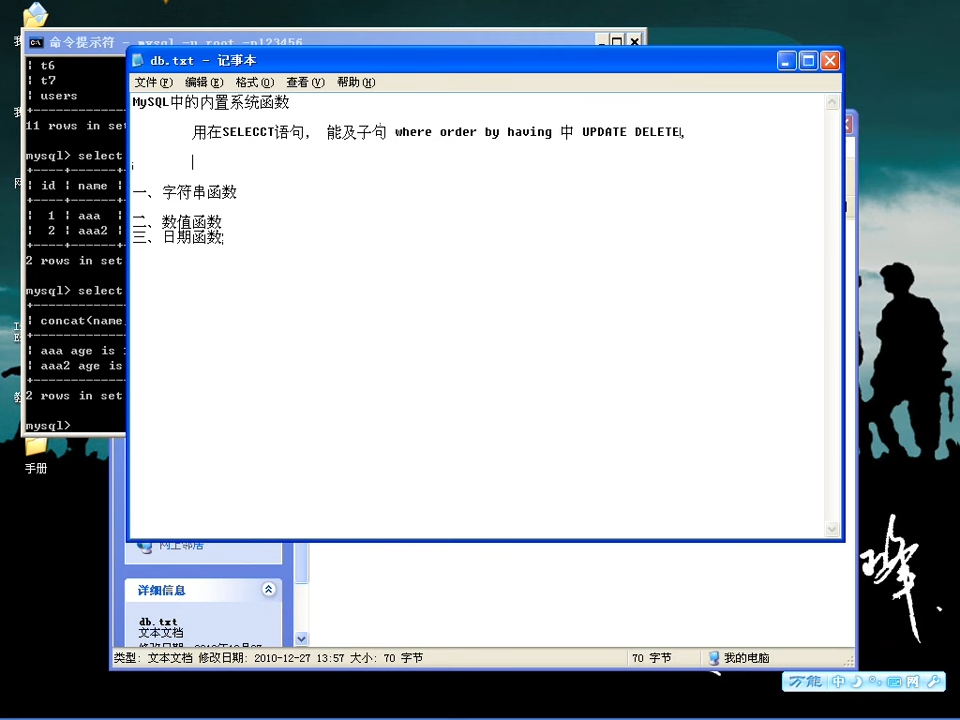 命令提示符 - mysql -u root -p123456
t6
t7
users
11 rows in set
mysql> select
id | name |
1 | aaa |
2 | aaa2 |
2 rows in set
mysql> select
concat(name,
aaa age is
aaa2 age is
2 rows in set
mysql>
手册
db.txt - 记事本
文件(F) 编辑(E) 格式(O) 查看(V) 帮助(H)
MySQL中的内置系统函数
用在SELECCT语句, 能及子句 where order by having 中 UPDATE DELETE,
一、字符串函数
二、数值函数
三、日期函数
网上邻居
详细信息
db.txt
文本文档
类型: 文本文档 修改日期: 2010-12-27 13:57 大小: 70 字节
70 字节
我的电脑
万能 中